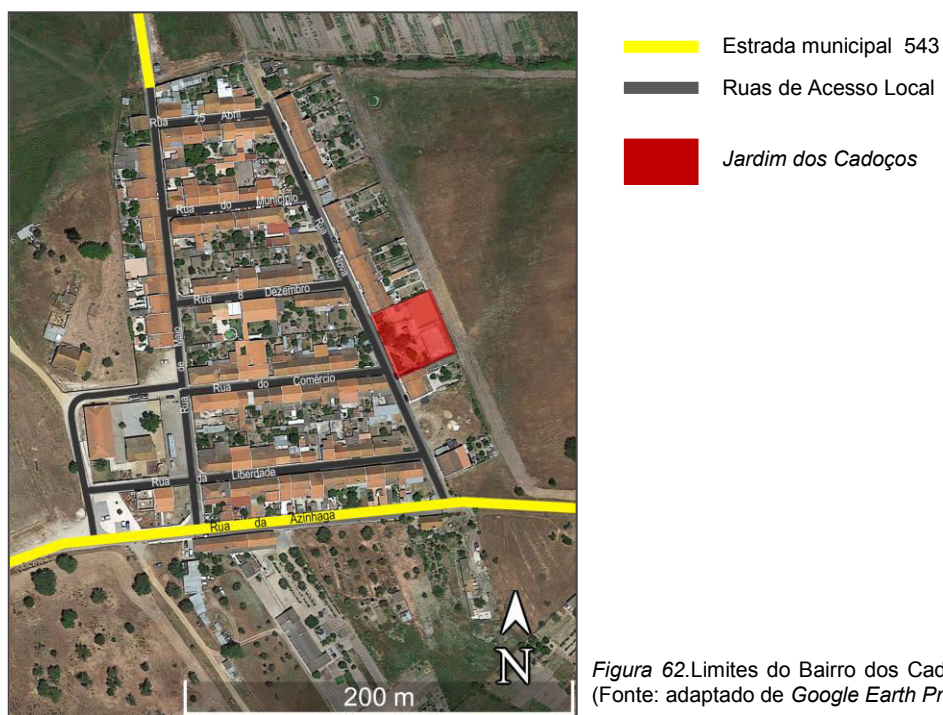 Estrada municipal 543
Ruas de Acesso Local
Jardim dos Cadoços
Rua 25 Abril
Rua do Município
Rua Nova
Rua 8 Dezembro
Rua de Maio
Rua do Comércio
Rua da Liberdade
Rua da Azinhaga
N
200 m
Figura 62.Limites do Bairro dos
(Fonte: adaptado de Google Earth